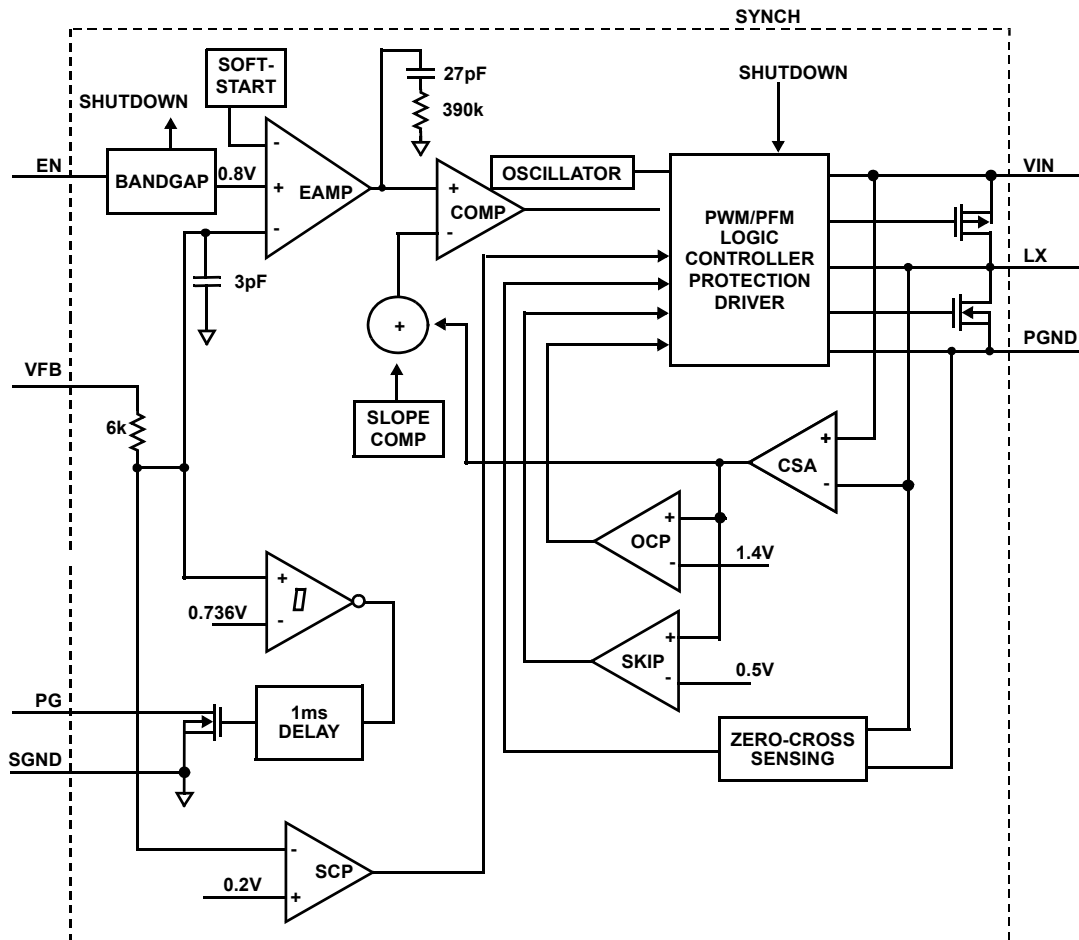 SYNCH
SOFT-
START
27pF
390k
SHUTDOWN
SHUTDOWN
EN
BANDGAP
0.8V
-
+
-
EAMP
+
-
COMP
OSCILLATOR
PWM/PFM
LOGIC
CONTROLLER
PROTECTION
DRIVER
VIN
LX
PGND
3pF
+
SLOPE
COMP
VFB
6k
+
-
CSA
+
-
OCP
1.4V
+
-
0.736V
+
-
SKIP
0.5V
PG
1ms
DELAY
ZERO-CROSS
SENSING
SGND
-
+
SCP
0.2V